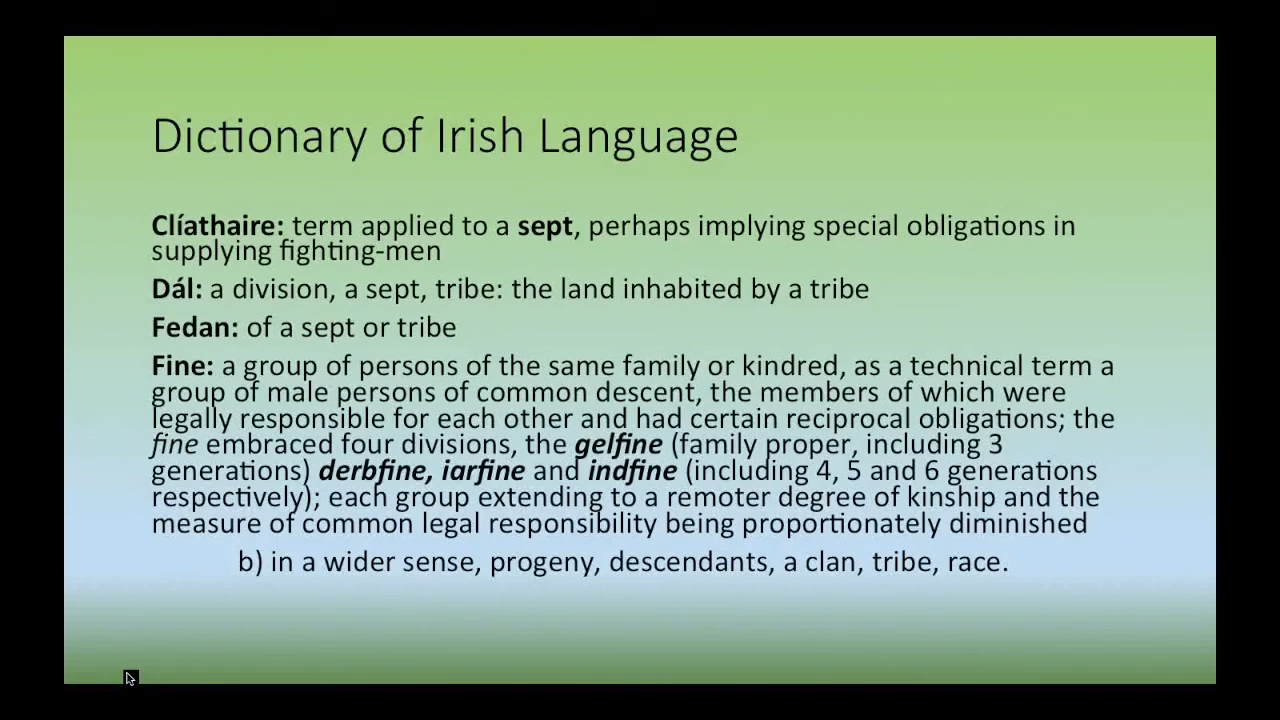 Dictionary of Irish Language
Clíathaire: term applied to a sept, perhaps implying special obligations in
supplying fighting-men
Dál: a division, a sept, tribe: the land inhabited by a tribe
Fedan: of a sept or tribe
Fine: a group of persons of the same family or kindred, as a technical term a
group of male persons of common descent, the members of which were
legally responsible for each other and had certain reciprocal obligations; the
fine embraced four divisions, the gelfine (family proper, including 3
generations) derbfine, iarfine and indfine (including 4, 5 and 6 generations
respectively); each group extending to a remoter degree of kinship and the
measure of common legal responsibility being proportionately diminished
b) in a wider sense, progeny, descendants, a clan, tribe, race.